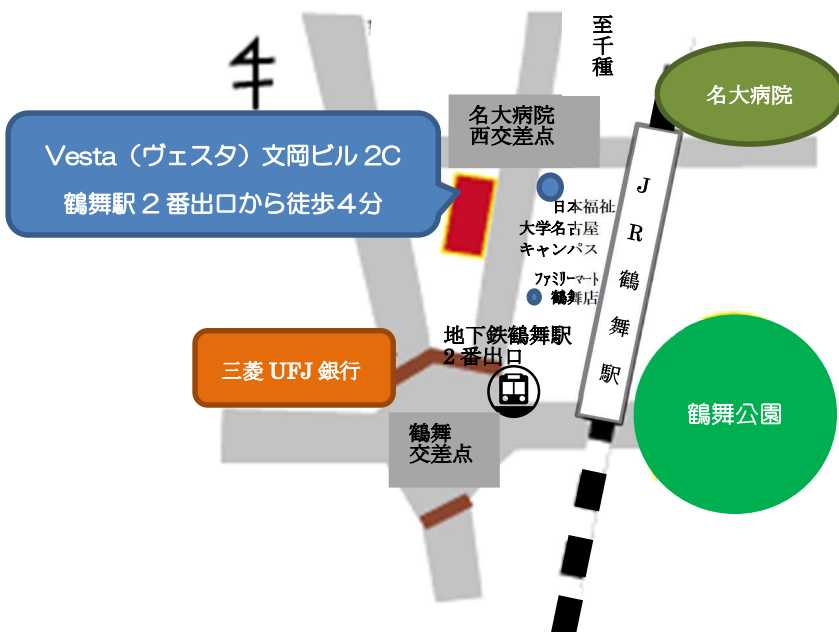 至千種
名大病院
名大病院
西交差点
Vesta（ヴェスタ）文岡ビル 2C
鶴舞駅 2 番出口から徒歩４分
日本福祉
大学名古屋
キャンパス
ファミリーマート
鶴舞店
JR鶴舞駅
地下鉄鶴舞駅
2 番出口
三菱 UFJ 銀行
鶴舞公園
鶴舞
交差点